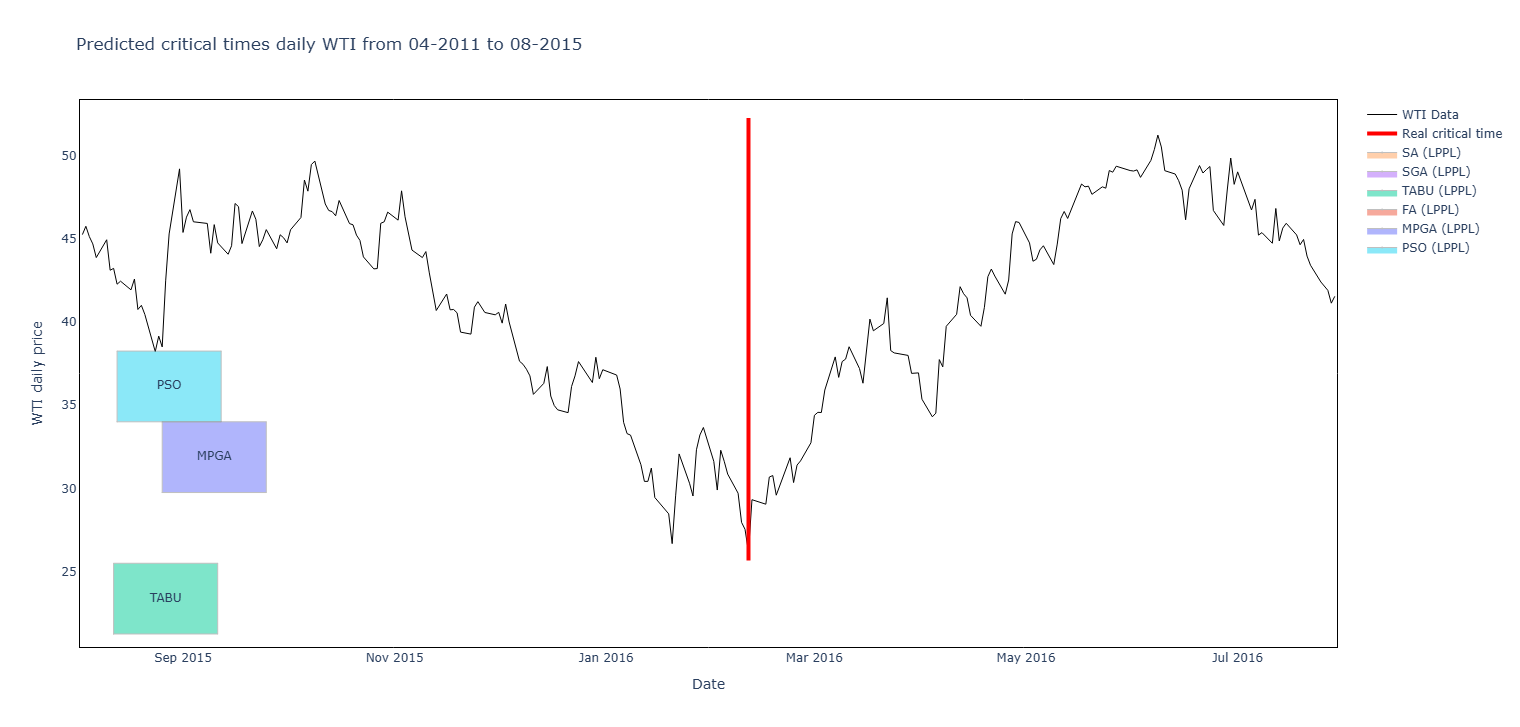 Predicted critical times daily WTI from 04-2011 to 08-2015
WTI Data
Real critical time
SA (LPPL)
SGA (LPPL)
TABU (LPPL)
FA (LPPL)
MPGA (LPPL)
PSO (LPPL)
WTI daily price
50
45
40
35
30
25
PSO
MPGA
TABU
Sep 2015
Nov 2015
Jan 2016
Mar 2016
May 2016
Jul 2016
Date